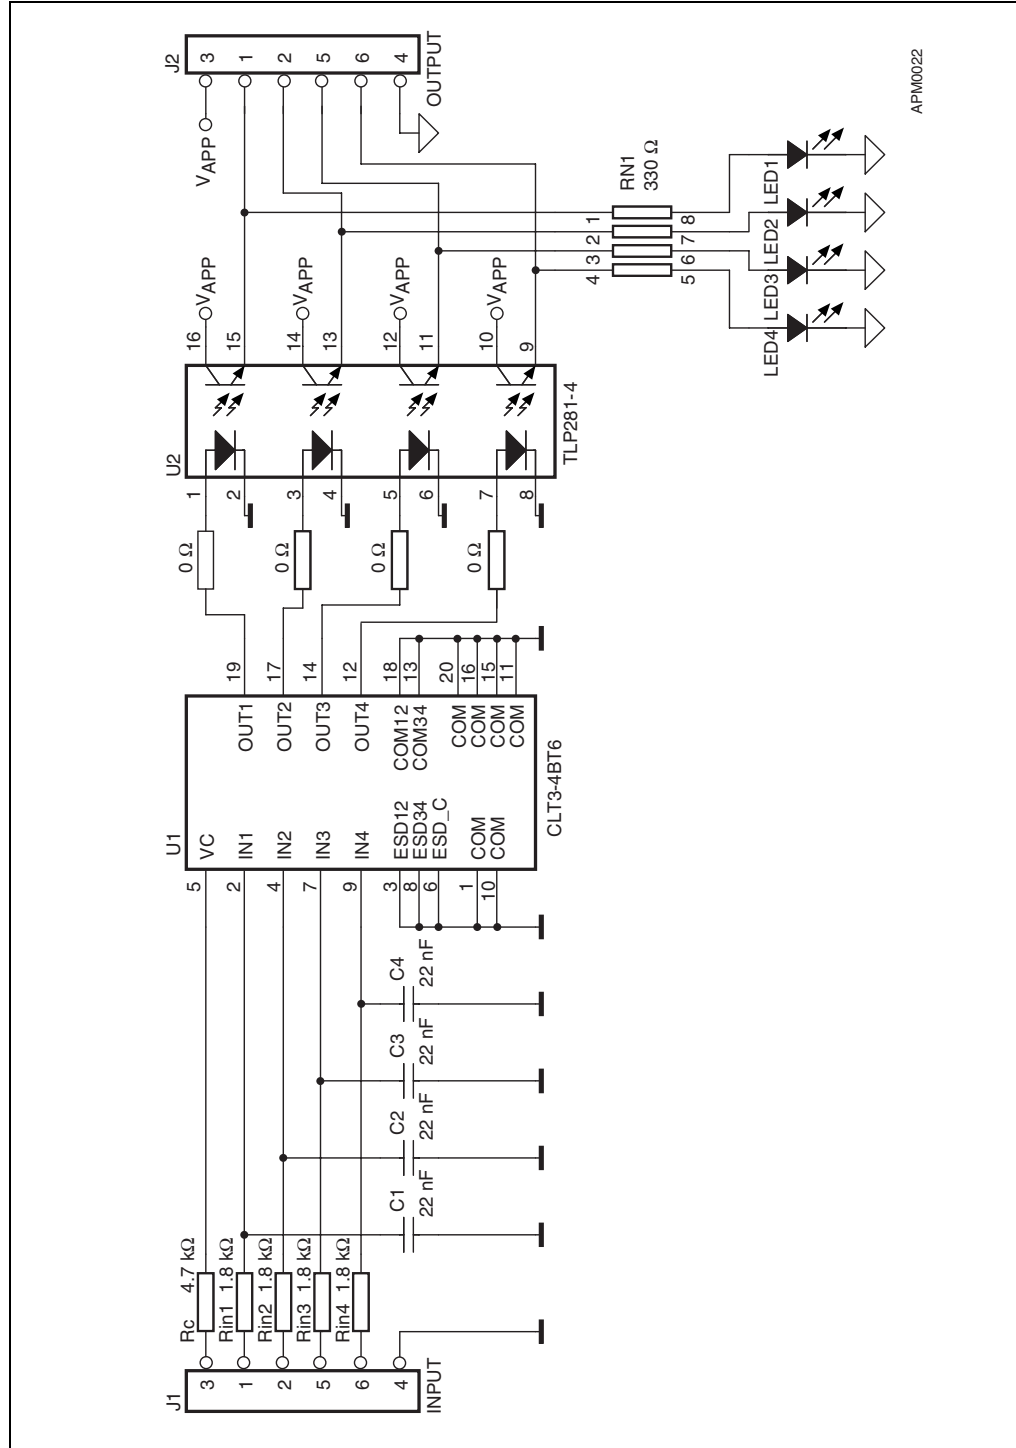 J1
3
1
2
5
6
4
INPUT
Rc 4.7 kΩ
Rin1 1.8 kΩ
Rin2 1.8 kΩ
Rin3 1.8 kΩ
Rin4 1.8 kΩ
C1
22 nF
C2
22 nF
C3
22 nF
C4
22 nF
U1
5 VC
2 IN1
4 IN2
7 IN3
9 IN4
3 ESD12
8 ESD34
6 ESD_C
1 COM
10 COM
OUT1 19
OUT2 17
OUT3 14
OUT4 12
COM12 18
COM34 13
COM 20
COM 16
COM 15
COM 11
CLT3-4BT6
0 Ω
0 Ω
0 Ω
0 Ω
U2
1
2
3
4
5
6
7
8
16 VAPP
15
14 VAPP
13
12 VAPP
11
10 VAPP
9
TLP281-4
RN1
330 Ω
1 8
2 7
3 6
4 5
LED1
LED2
LED3
LED4
VAPP
J2
3
1
2
5
6
4
OUTPUT
APM0022